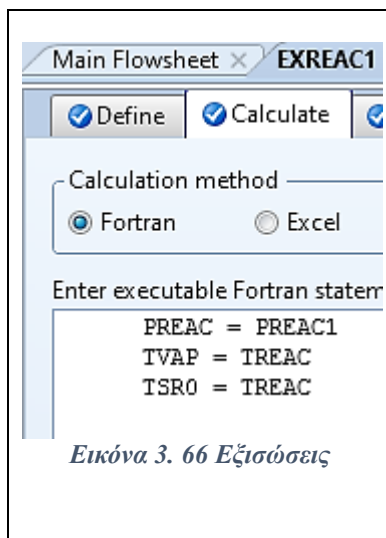 Main Flowsheet × EXREAC1
Define Calculate
Calculation method
Fortran Excel
Enter executable Fortran statem
PREAC = PREAC1
TVAP = TREAC
TSR0 = TREAC
Εικόνα 3. 66 Εξισώσεις